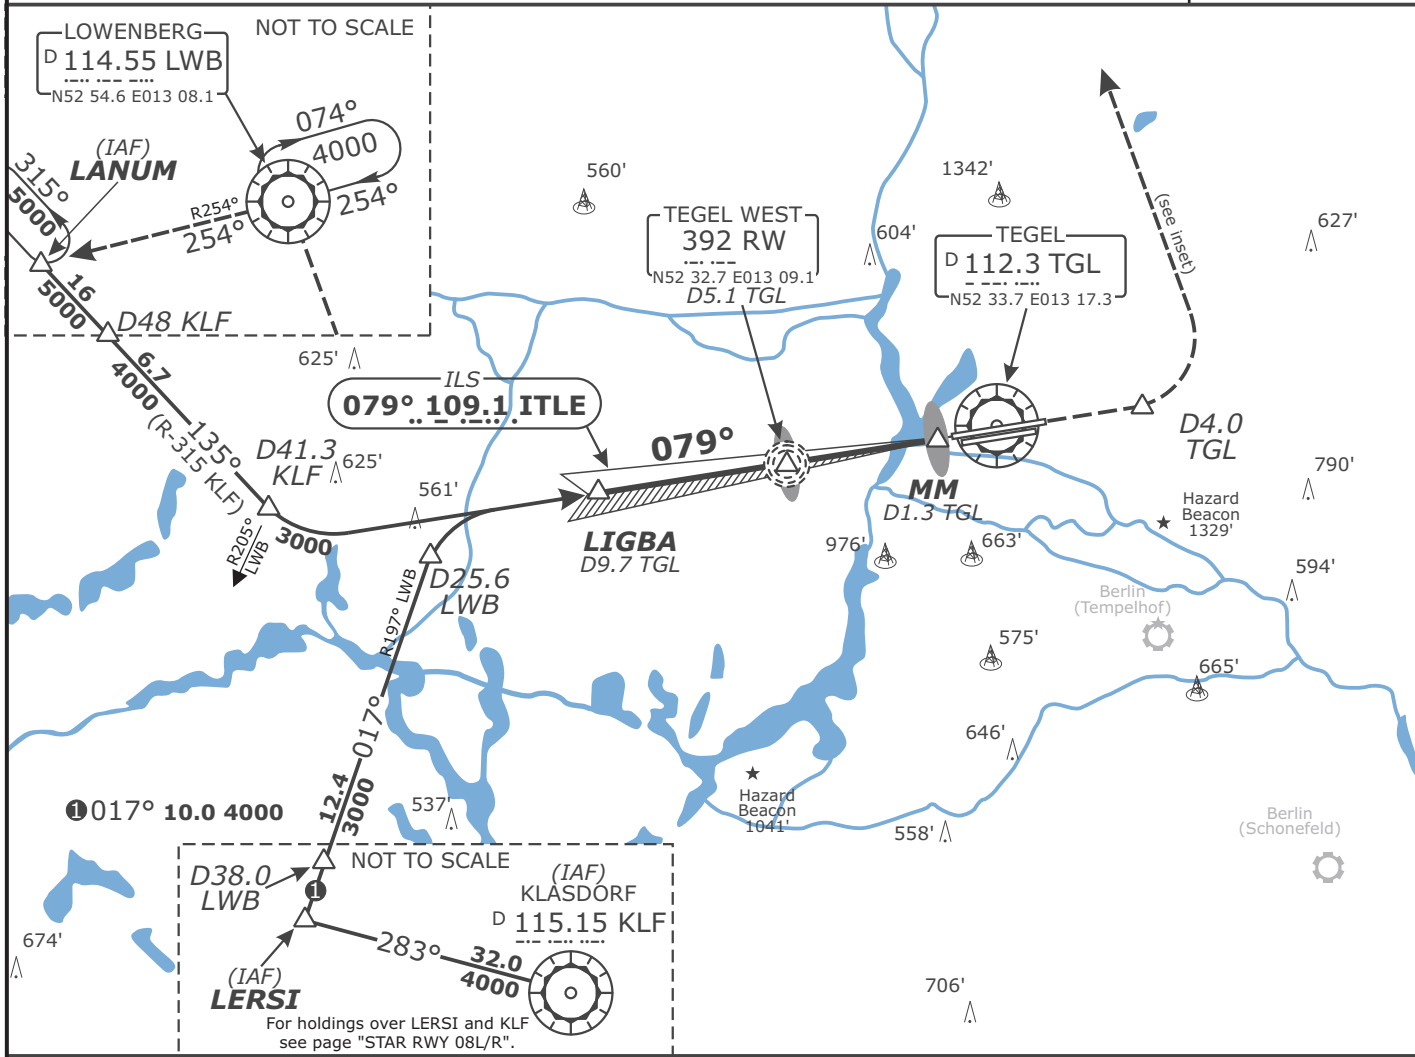 NOT TO SCALE
LOWENBERG
D 114.55 LWB
N52 54.6 E013 08.1
(IAF)
LANUM
315°
5000
074°
4000
254°
R254°
254°
16
5000
D48 KLF
6.7
4000
135°
(R-315 KLF)
D41.3
KLF
R205°
LWB
3000
625'
625'
561'
560'
1342'
627'
604'
TEGEL WEST
392 RW
N52 32.7 E013 09.1
D5.1 TGL
TEGEL
D 112.3 TGL
N52 33.7 E013 17.3
(see inset)
ILS
079° 109.1 ITLE
079°
LIGBA
D9.7 TGL
MM
D1.3 TGL
D4.0
TGL
790'
Hazard
Beacon
1329'
976'
663'
594'
Berlin
(Tempelhof)
575'
665'
646'
D25.6
LWB
R197° LWB
017°
12.4
3000
1 017° 10.0 4000
537'
Hazard
Beacon
1041'
558'
Berlin
(Schonefeld)
674'
706'
NOT TO SCALE
D38.0
LWB
1
(IAF)
KLASDORF
D 115.15 KLF
283°
32.0
4000
(IAF)
LERSI
For holdings over LERSI and KLF
see page "STAR RWY 08L/R".